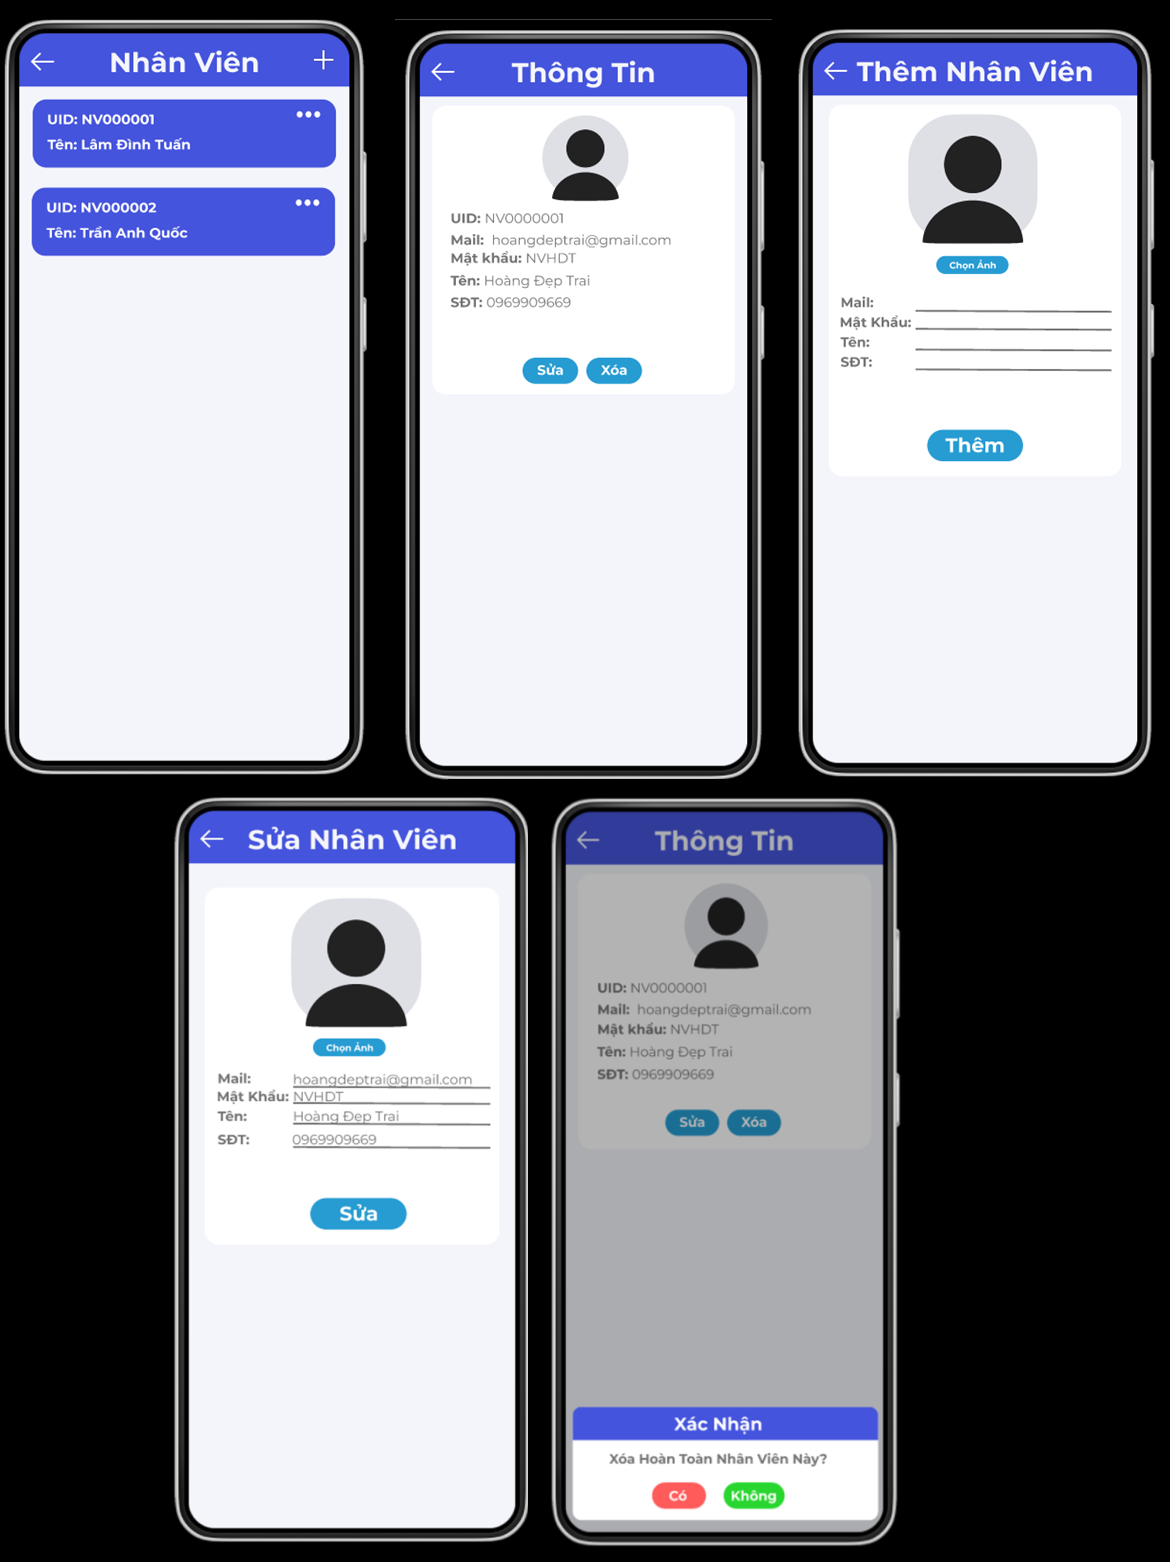 Nhân Viên
UID: NV000001
Tên: Lâm Đình Tuấn
UID: NV000002
Tên: Trần Anh Quốc
Thông Tin
UID: NV0000001
Mail: hoangdeptrai@gmail.com
Mật khẩu: NVHDT
Tên: Hoàng Đẹp Trai
SĐT: 0969909669
Sửa Xóa
Thêm Nhân Viên
Chọn Ảnh
Mail:
Mật Khẩu:
Tên:
SĐT:
Thêm
Sửa Nhân Viên
Chọn Ảnh
Mail: hoangdeptrai@gmail.com
Mật Khẩu: NVHDT
Tên: Hoàng Đẹp Trai
SĐT: 0969909669
Sửa
Thông Tin
UID: NV0000001
Mail: hoangdeptrai@gmail.com
Mật khẩu: NVHDT
Tên: Hoàng Đẹp Trai
SĐT: 0969909669
Sửa Xóa
Xác Nhận
Xóa Hoàn Toàn Nhân Viên Này?
Có Không